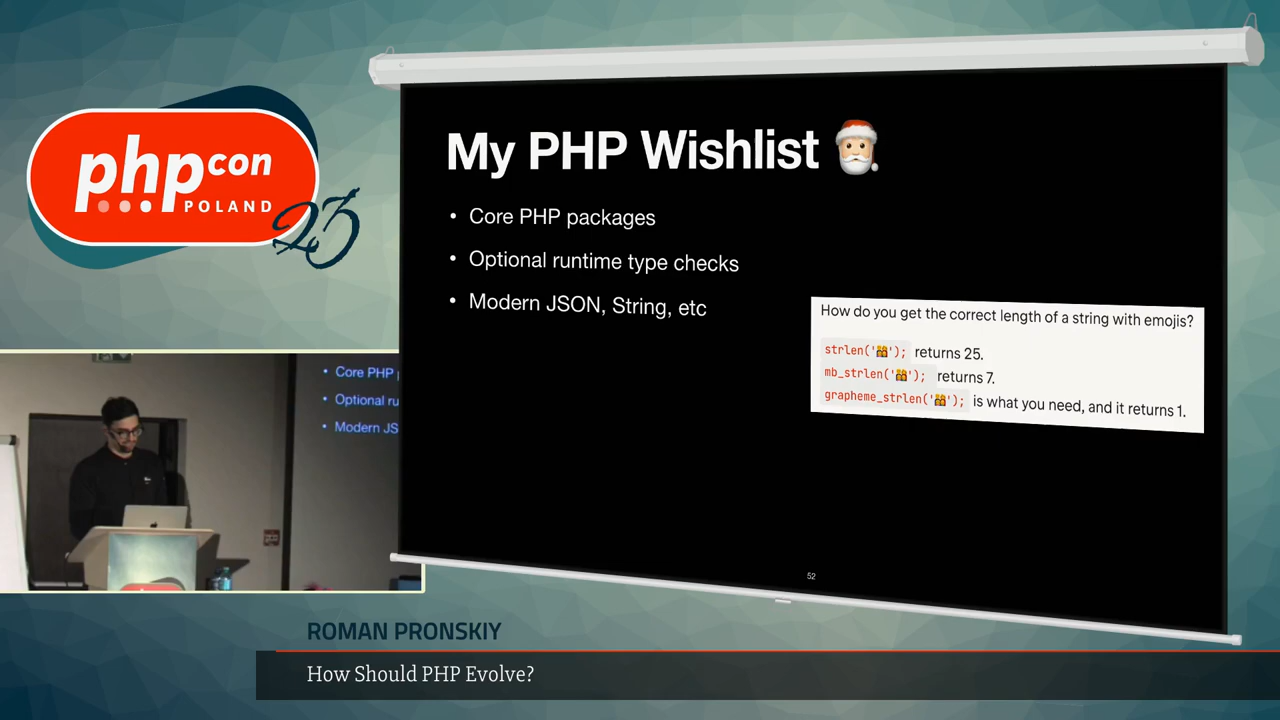 phpcon
POLAND
23
My PHP Wishlist 🎅🏻
• Core PHP packages
• Optional runtime type checks
• Modern JSON, String, etc
How do you get the correct length of a string with emojis?
strlen('👨‍👩‍👧‍👦'); returns 25.
mb_strlen('👨‍👩‍👧‍👦'); returns 7.
grapheme_strlen('👨‍👩‍👧‍👦'); is what you need, and it returns 1.
52
• Core PHP
• Optional ru
• Modern JS
ROMAN PRONSKIY
How Should PHP Evolve?